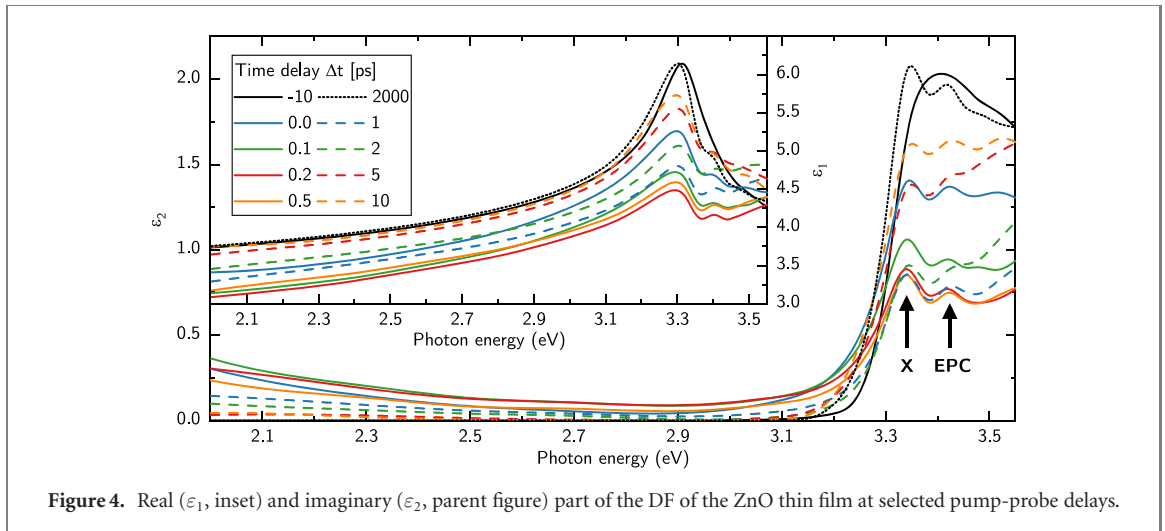 Time delay Δt [ps]
-10 2000
0.0 1
0.1 2
0.2 5
0.5 10
2.0
1.5
1.0
0.5
0.0
ε₂
6.0
5.5
5.0
4.5
4.0
3.5
3.0
ε₁
2.1 2.3 2.5 2.7 2.9 3.1 3.3 3.5
Photon energy (eV)
X EPC
2.1 2.3 2.5 2.7 2.9 3.1 3.3 3.5
Photon energy (eV)
Figure 4. Real (ε₁, inset) and imaginary (ε₂, parent figure) part of the DF of the ZnO thin film at selected pump-probe delays.